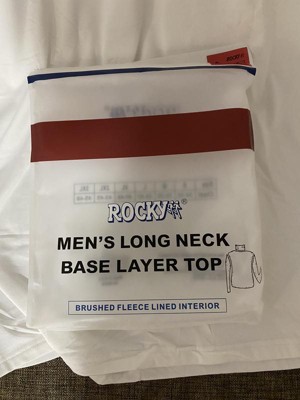 ROCKY
MEN'S LONG NECK
BASE LAYER TOP
BRUSHED FLEECE LINED INTERIOR